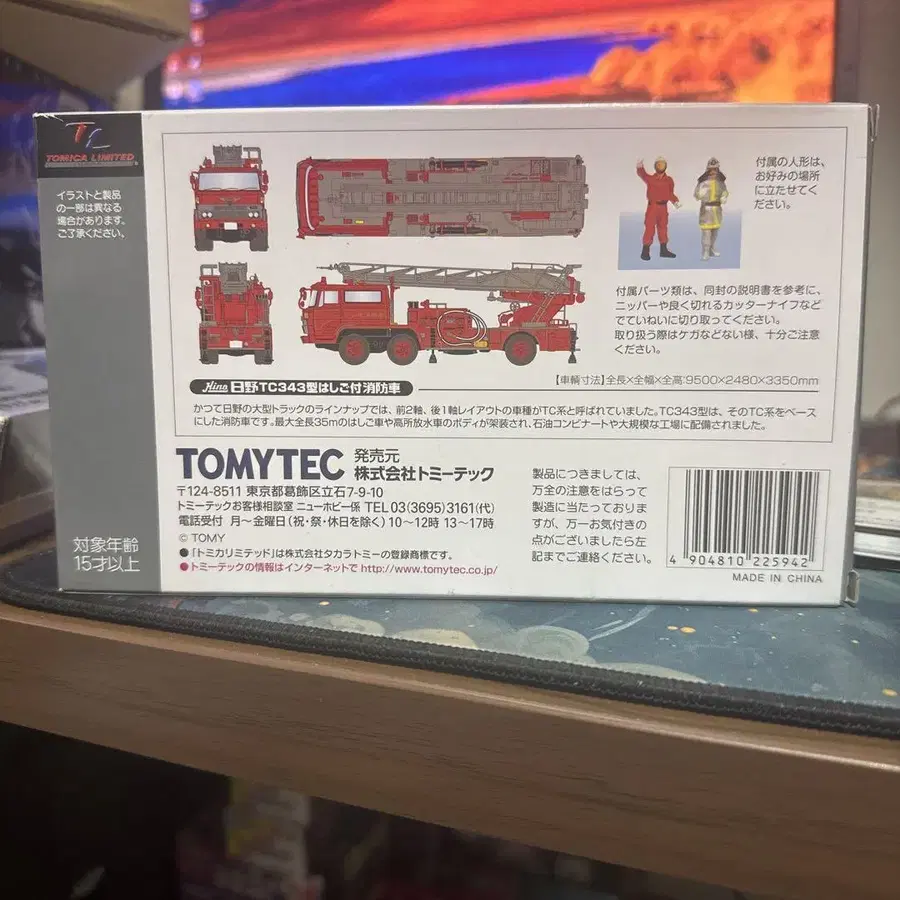 TL
TOMICA LIMITED
イラストと製品
の一部は異なる
場合があります。
ご了承ください。
対象年齢
15才以上
付属の人形は、
お好みの場所
に立たせてく
ださい。
付属パーツ類は、同封の説明書を参考に、
ニッパーや良く切れるカッターナイフなど
でていねいに切り取ってください。
取り扱う際はケガなどない様、十分ご注意
ください。
【車輌寸法】全長×全幅×全高:9500×2480×3350mm
Hino 日野TC343型はしご付消防車
かつて日野の大型トラックのラインナップでは、前2軸、後1軸レイアウトの車種がTC系と呼ばれていました。TC343型は、そのTC系をベース
にした消防車です。最大全長35mのはしご車や高所放水車のボディが架装され、石油コンビナートや大規模な工場に配備されました。
TOMYTEC 発売元
株式会社トミーテック
〒124-8511 東京都葛飾区立石7-9-10
トミーテックお客様相談室 ニューホビー係 TEL 03(3695)3161(代)
電話受付 月～金曜日(祝・祭・休日を除く)10～12時 13～17時
© TOMY
●「トミカリミテッド」は株式会社タカラトミーの登録商標です。
●トミーテックの情報はインターネットで http://www.tomytec.co.jp/
製品につきましては、
万全の注意をはらって
製造に当たっておりま
すが、万一お気付きの
点がございましたら左
記までご連絡ください。
4 904810 225942
MADE IN CHINA